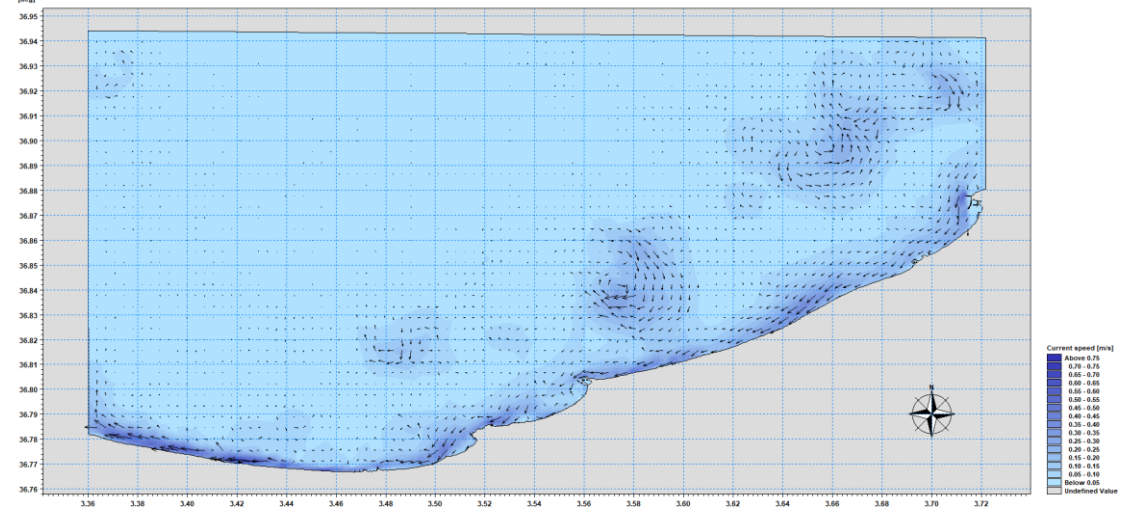 [deg]
36.95
36.94
36.93
36.92
36.91
36.90
36.89
36.88
36.87
36.86
36.85
36.84
36.83
36.82
36.81
36.80
36.79
36.78
36.77
36.76
3.36 3.38 3.40 3.42 3.44 3.46 3.48 3.50 3.52 3.54 3.56 3.58 3.60 3.62 3.64 3.66 3.68 3.70 3.72
N
Current speed [m/s]
Above 0.75
0.70 - 0.75
0.65 - 0.70
0.60 - 0.65
0.55 - 0.60
0.50 - 0.55
0.45 - 0.50
0.40 - 0.45
0.35 - 0.40
0.30 - 0.35
0.25 - 0.30
0.20 - 0.25
0.15 - 0.20
0.10 - 0.15
0.05 - 0.10
Below 0.05
Undefined Value